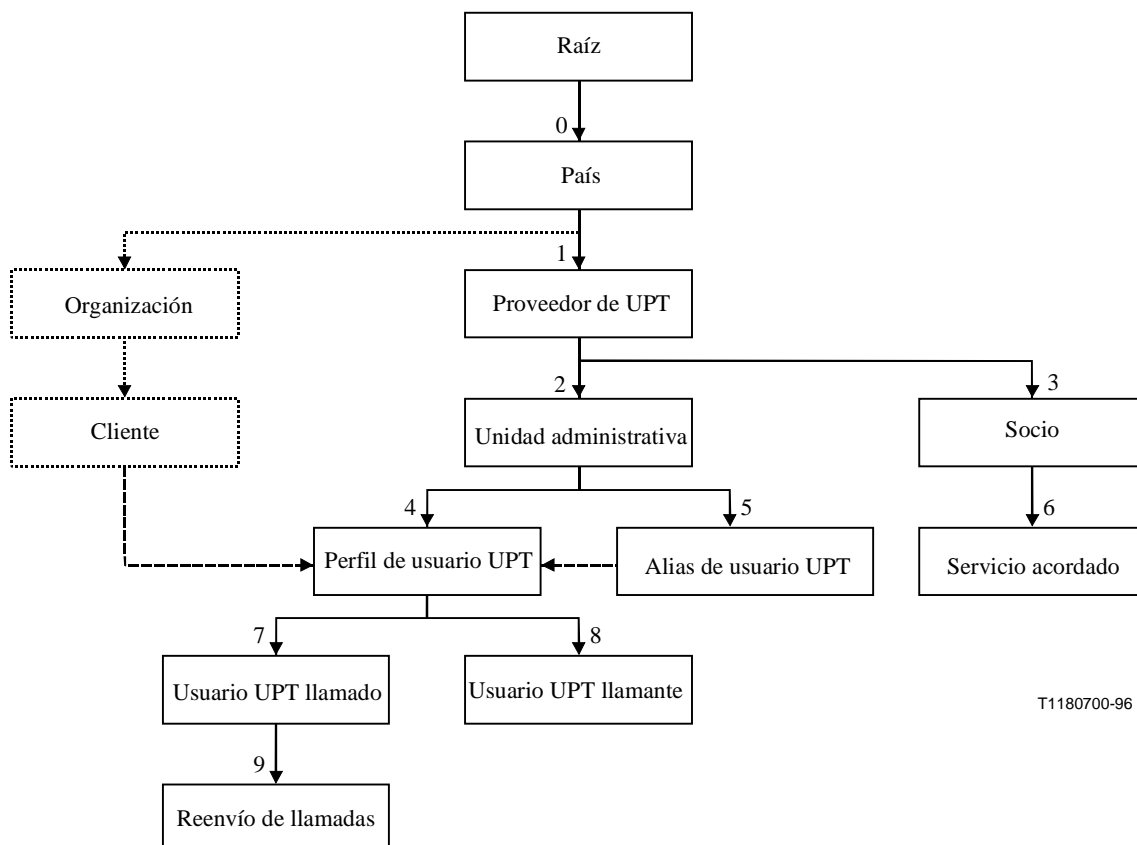 Raíz
0
País
1
Organización
Proveedor de UPT
2
3
Cliente
Unidad administrativa
Socio
4
5
6
Perfil de usuario UPT
Alias de usuario UPT
Servicio acordado
7
8
Usuario UPT llamado
Usuario UPT llamante
T1180700-96
9
Reenvío de llamadas